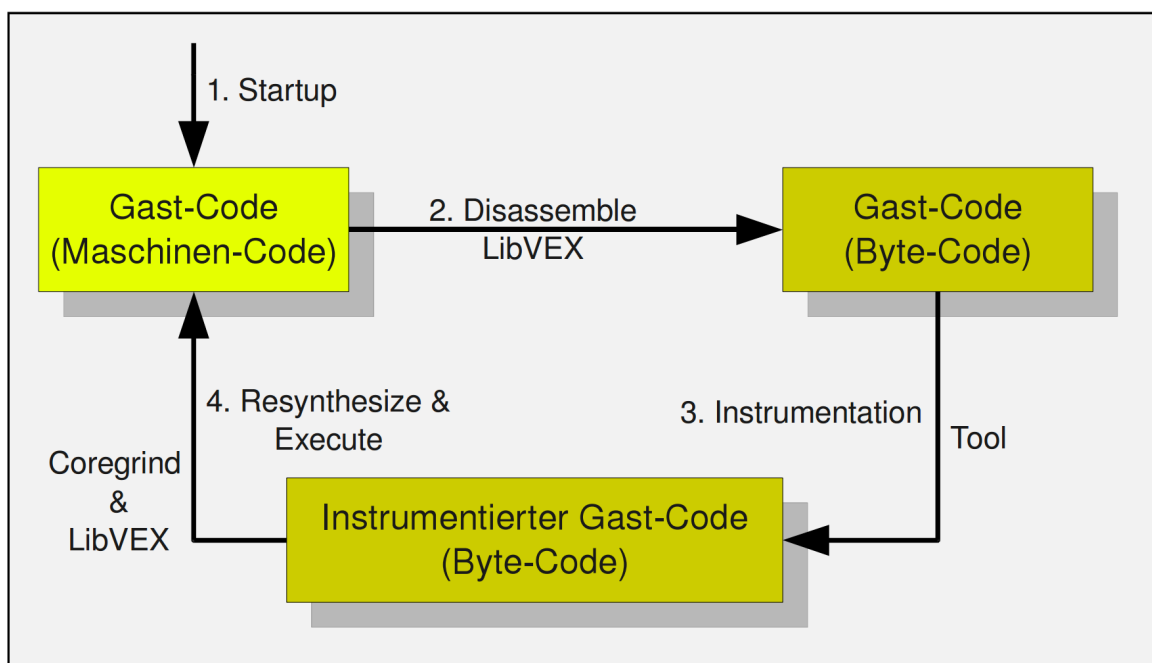 1. Startup
Gast-Code
(Maschinen-Code)
2. Disassemble
LibVEX
Gast-Code
(Byte-Code)
3. Instrumentation
Tool
Instrumentierter Gast-Code
(Byte-Code)
4. Resynthesize &
Execute
Coregrind
&
LibVEX